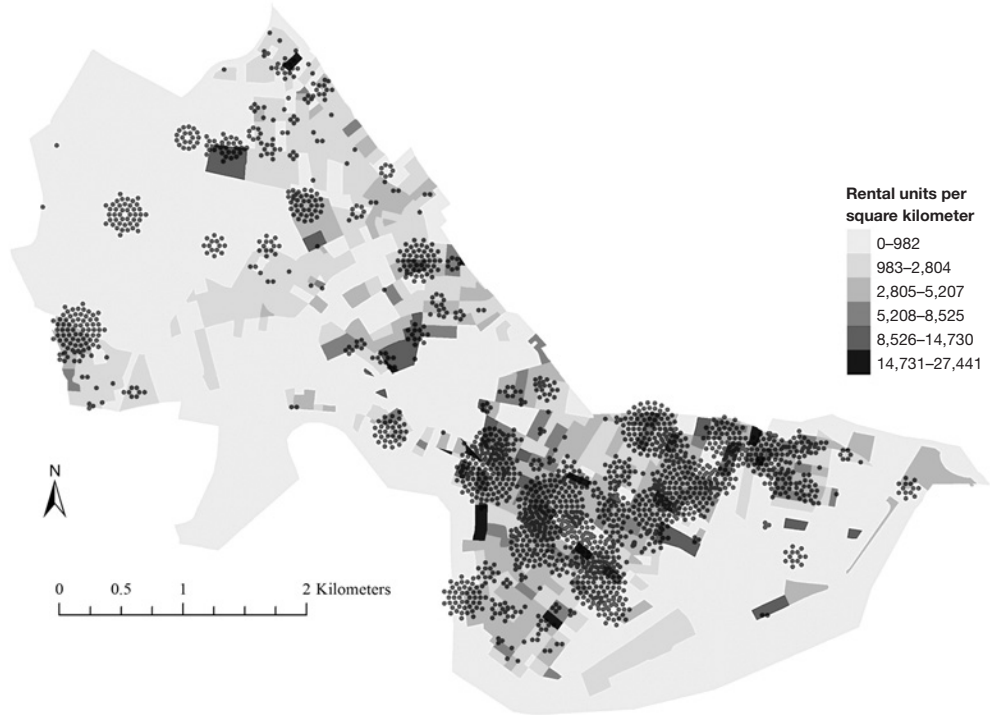 Rental units per
square kilometer
0–982
983–2,804
2,805–5,207
5,208–8,525
8,526–14,730
14,731–27,441
N
0 0.5 1 2 Kilometers